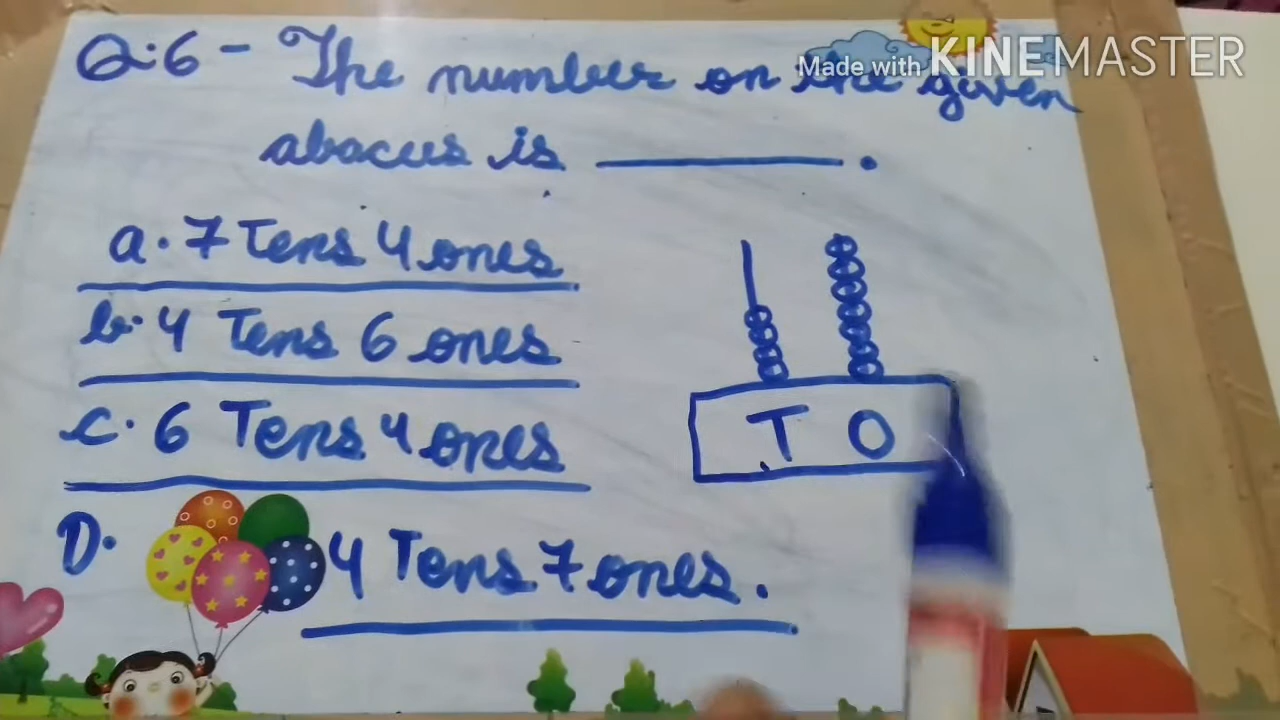 Q.6 - The number on the given
abacus is ________ .
a. 7 Tens 4 ones
b. 4 Tens 6 ones
c. 6 Tens 4 ones
D. 4 Tens 7 ones.
T O
Made with KINEMASTER